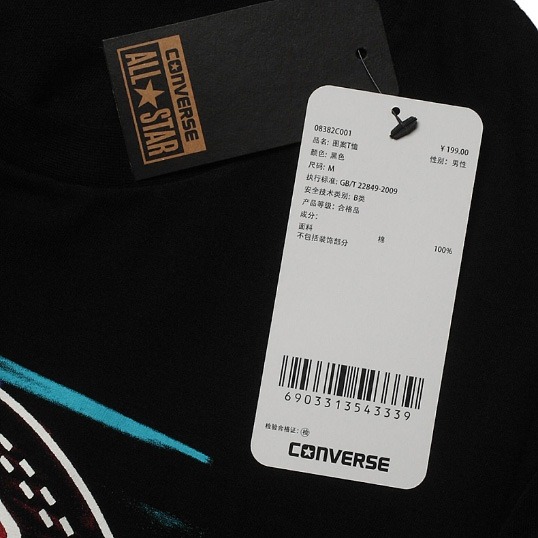 CONVERSE
ALL★STAR
08382C001
品名: 图案T恤 ￥199.00
颜色: 黑色 性别: 男性
尺码: M
执行标准: GB/T 22849-2009
安全技术类别: B类
产品等级: 合格品
成分:
面料 棉 100%
不包括装饰部分
6903313543339
检验合格证:
CONVERSE